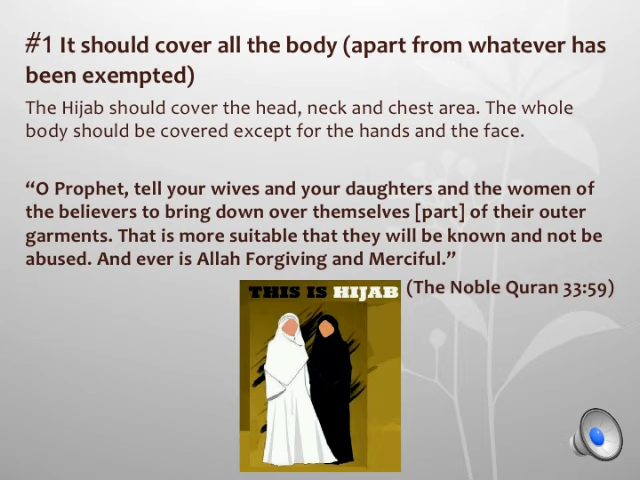 #1 It should cover all the body (apart from whatever has
been exempted)
The Hijab should cover the head, neck and chest area. The whole
body should be covered except for the hands and the face.
“O Prophet, tell your wives and your daughters and the women of
the believers to bring down over themselves [part] of their outer
garments. That is more suitable that they will be known and not be
abused. And ever is Allah Forgiving and Merciful.”
(The Noble Quran 33:59)
THIS IS HIJAB